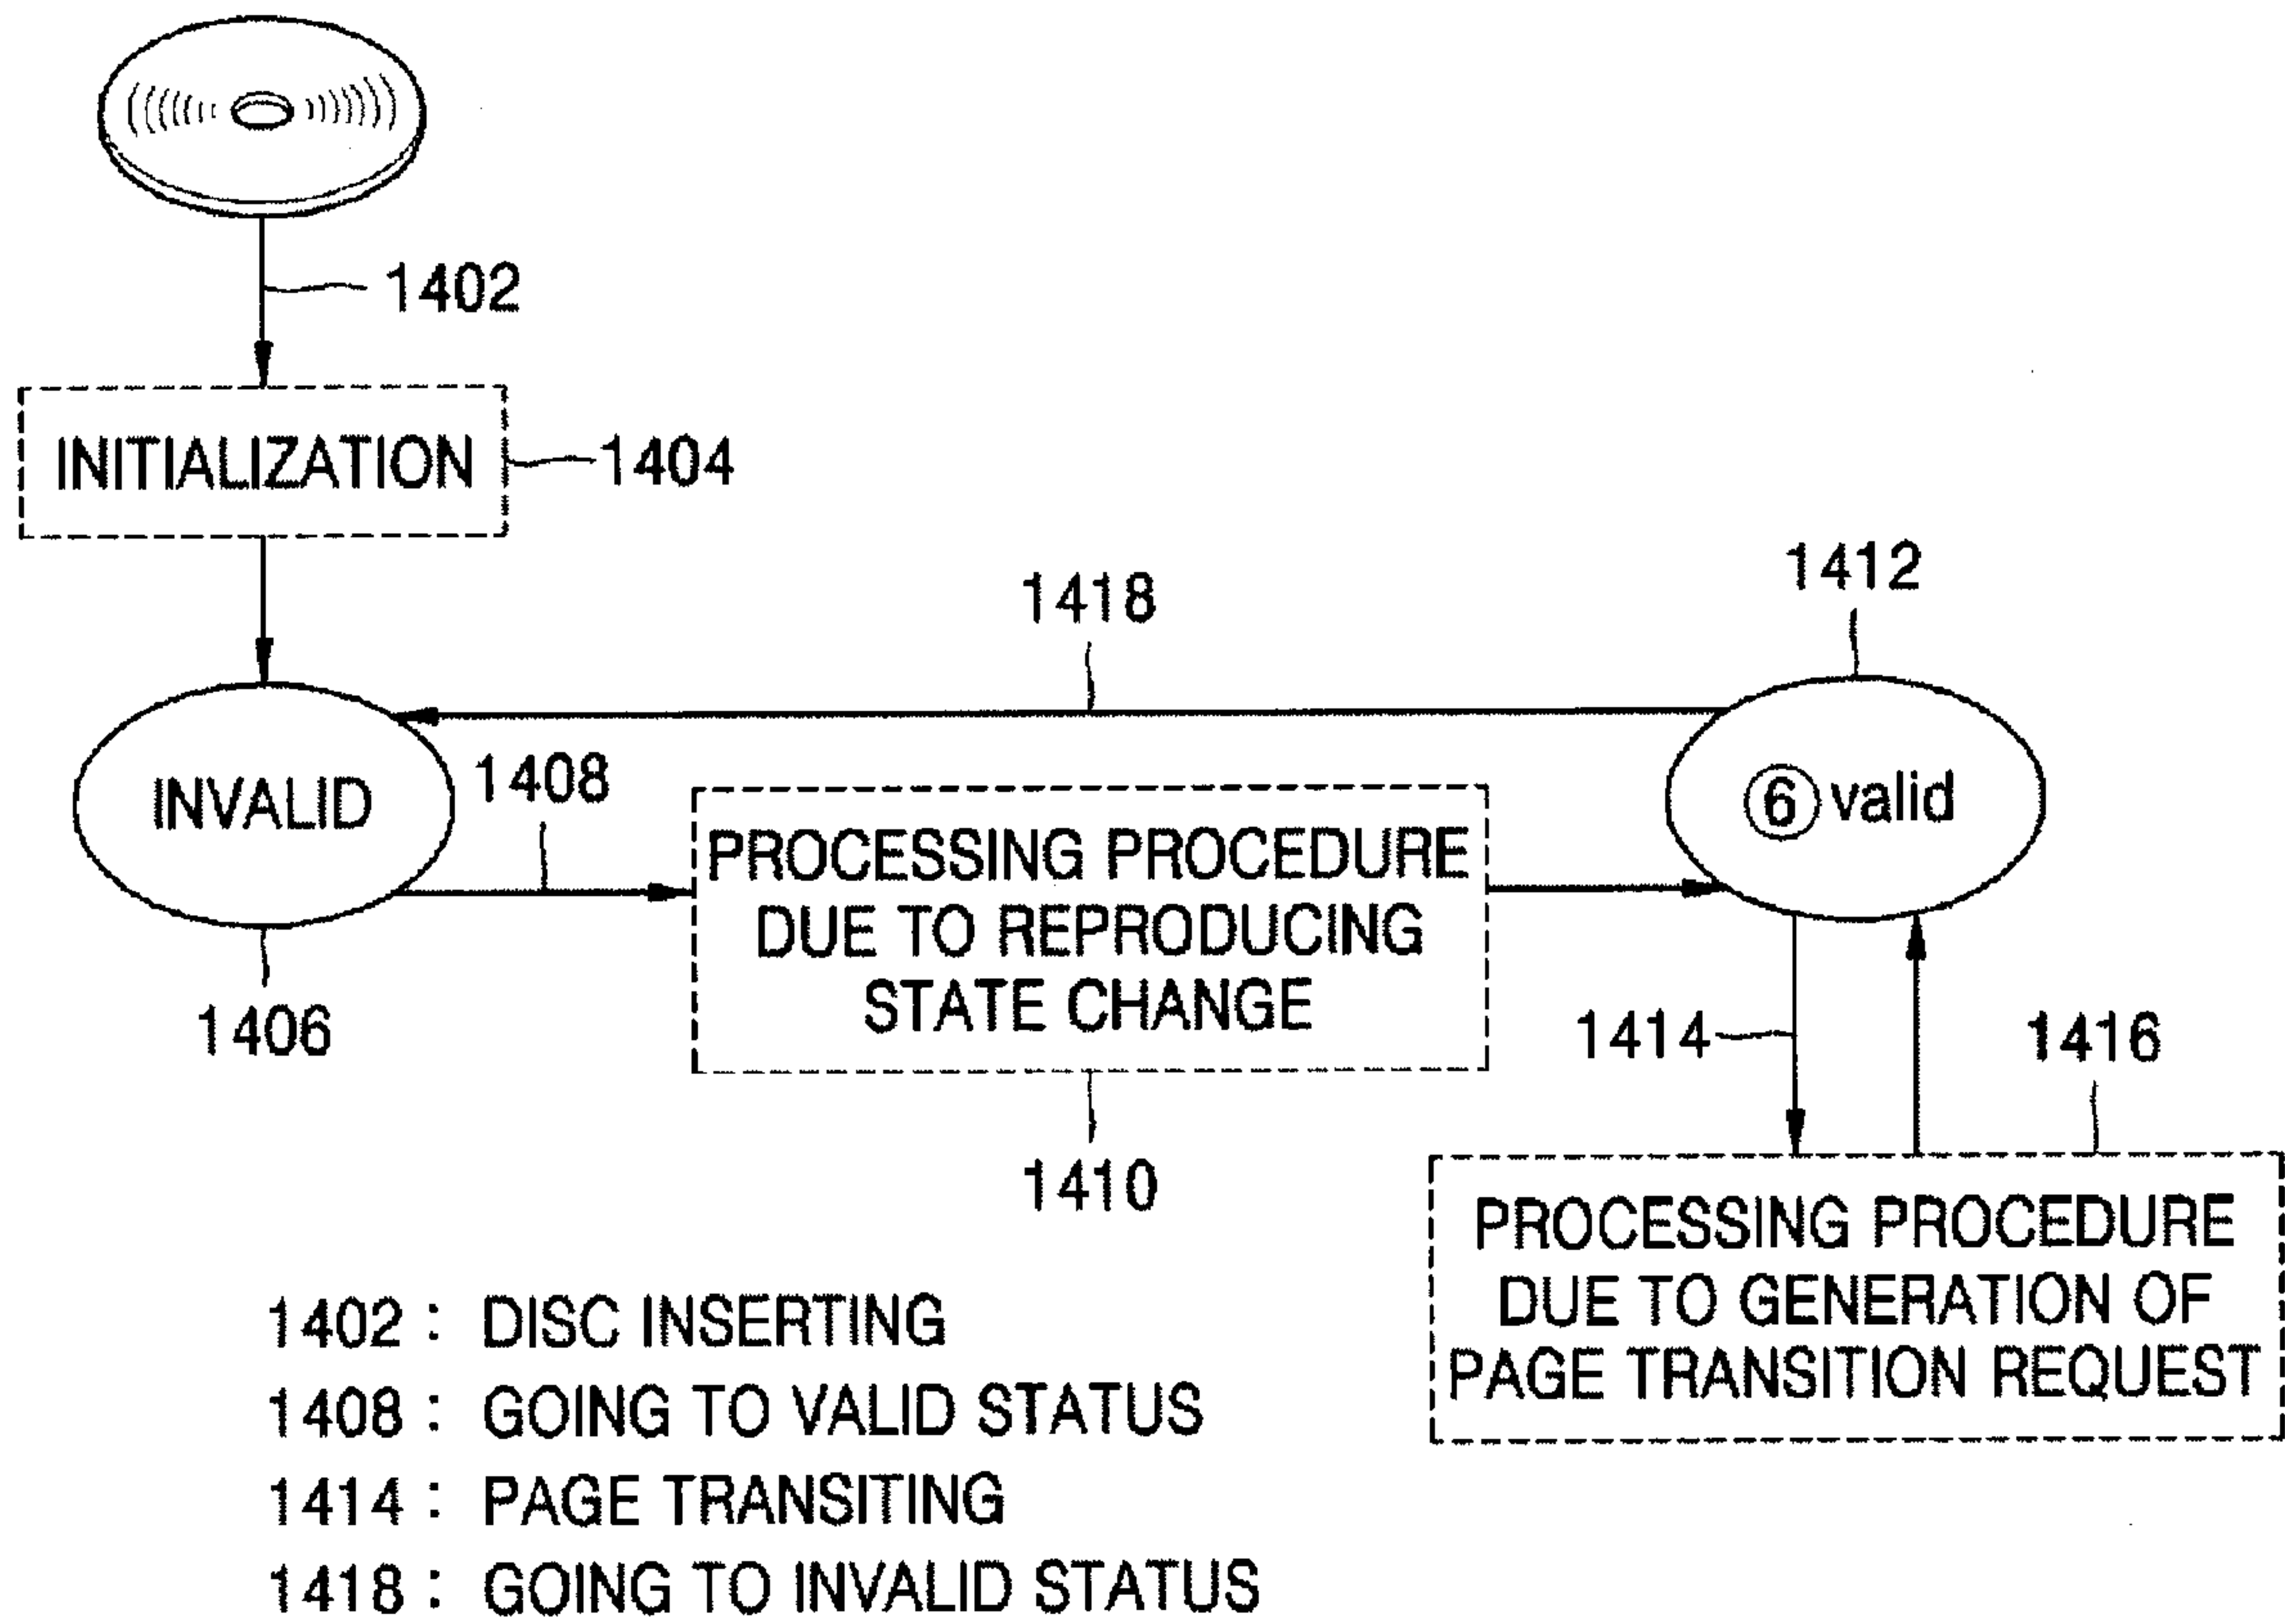 1402
INITIALIZATION
1404
1418
1412
INVALID
1408
⑥ valid
PROCESSING PROCEDURE
DUE TO REPRODUCING
STATE CHANGE
1406
1414
1416
1410
PROCESSING PROCEDURE
DUE TO GENERATION OF
PAGE TRANSITION REQUEST
1402 : DISC INSERTING
1408 : GOING TO VALID STATUS
1414 : PAGE TRANSITING
1418 : GOING TO INVALID STATUS